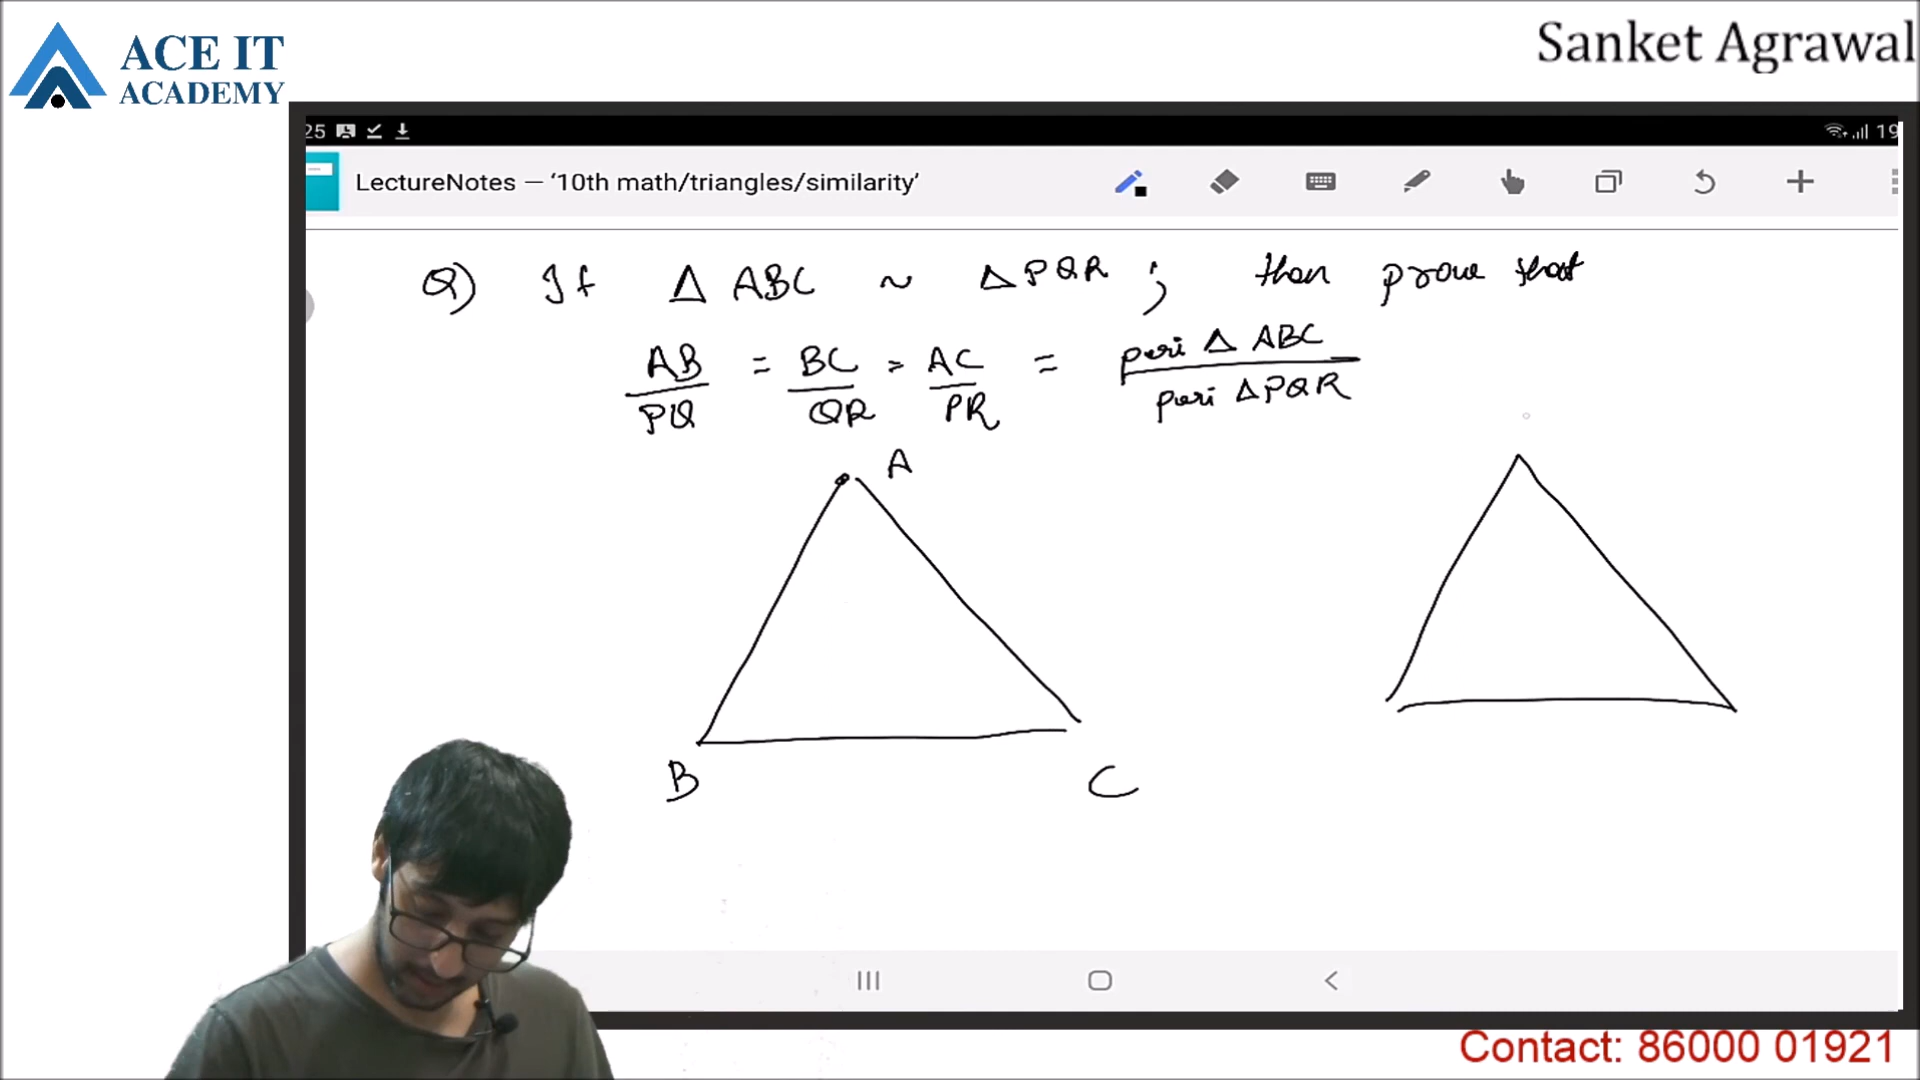 ACE IT
ACADEMY
Sanket Agrawal
25
19
LectureNotes – '10th math/triangles/similarity'
Q) If Δ ABC ~ Δ PQR ; then prove that
AB/PQ = BC/QR = AC/PR = peri Δ ABC/peri Δ PQR
A
B
C
Contact: 86000 01921